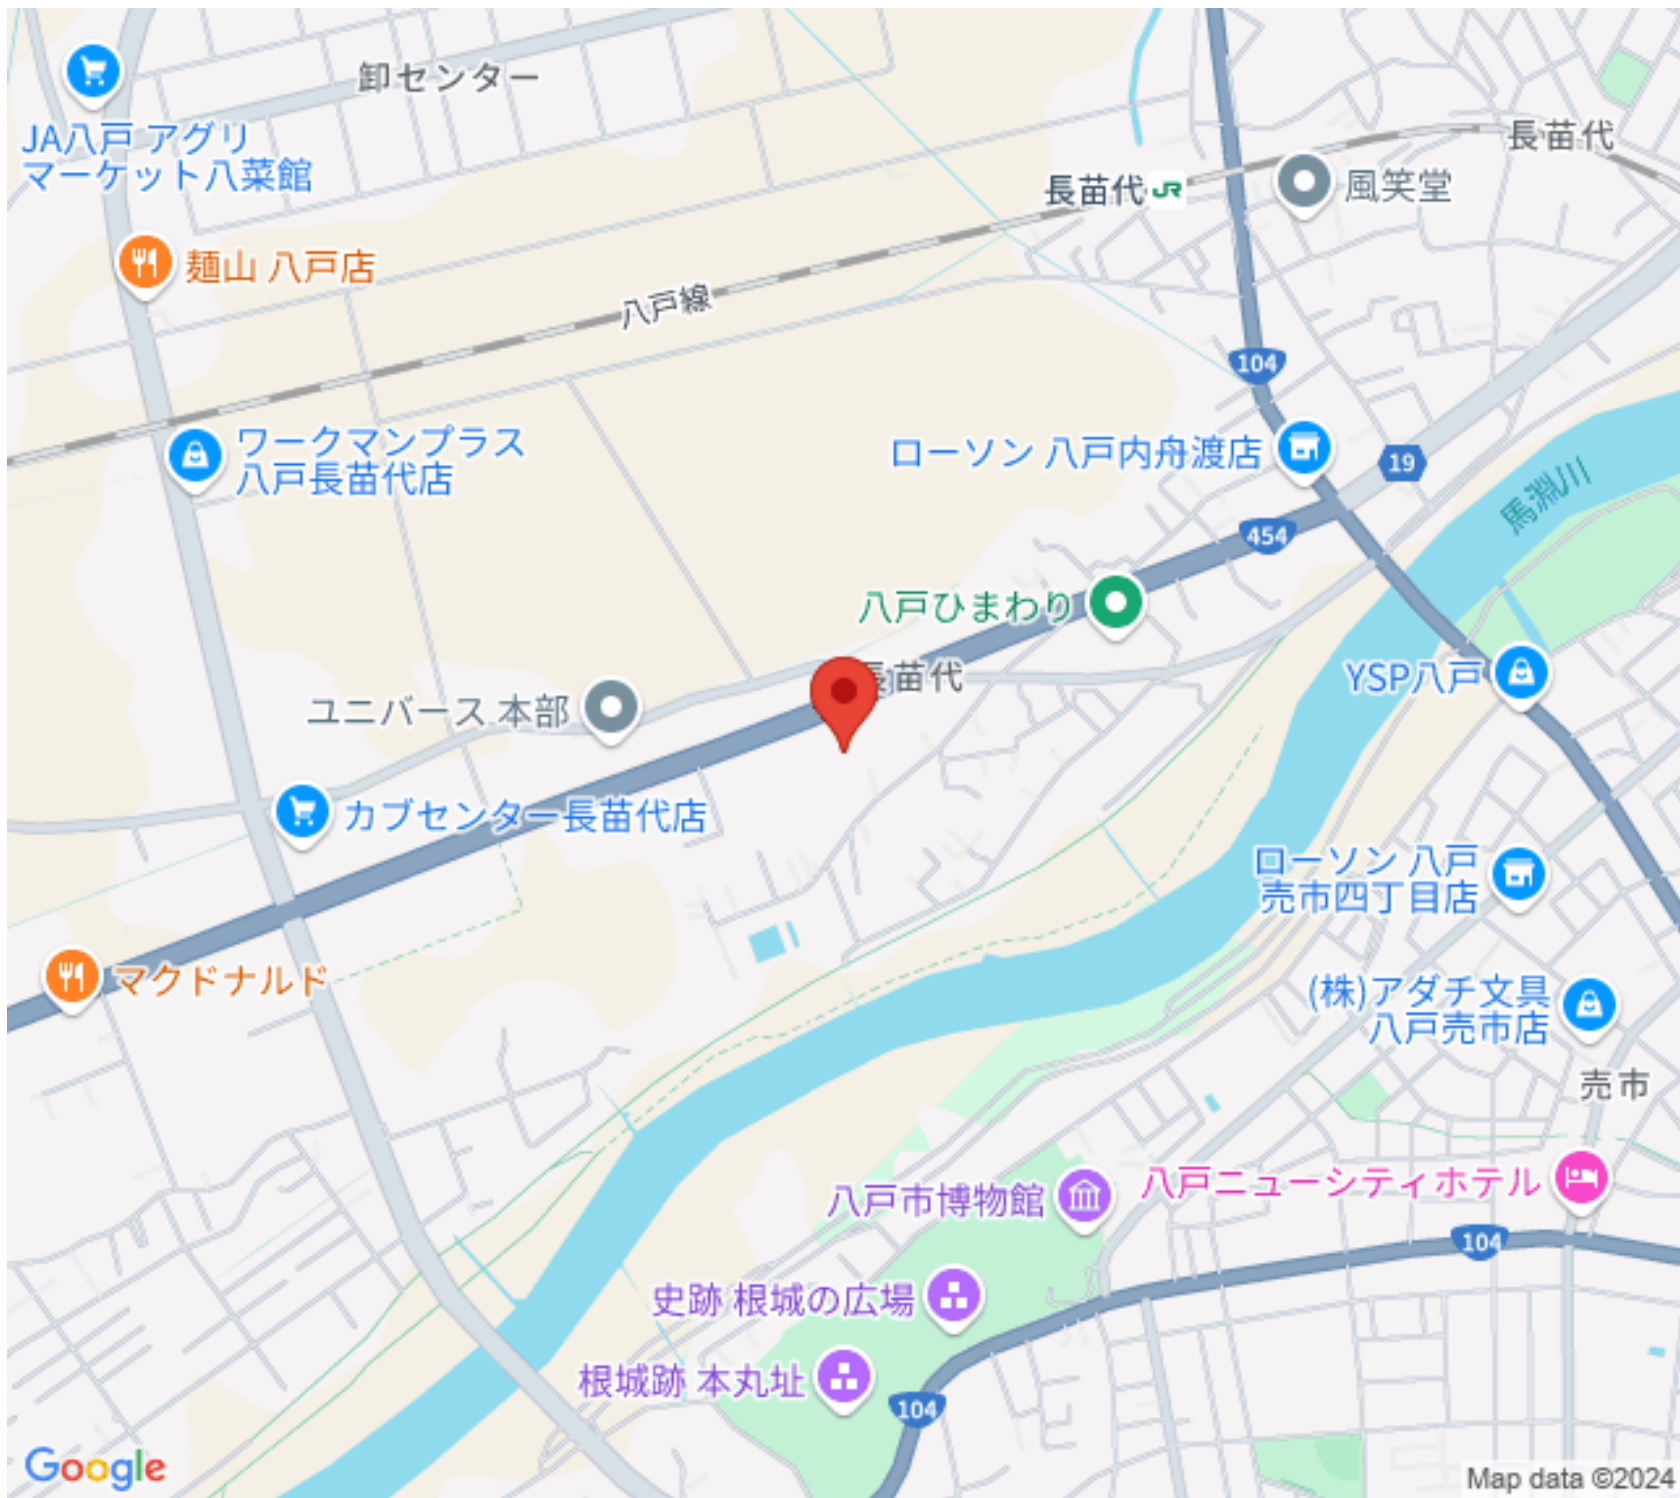 卸センター
JA八戸 アグリ
マーケット八菜館
長苗代
長苗代
JR
風笑堂
麺山 八戸店
八戸線
104
ワークマンプラス
八戸長苗代店
ローソン 八戸内舟渡店
19
馬淵川
454
八戸ひまわり
長苗代
YSP八戸
ユニバース 本部
カブセンター長苗代店
ローソン 八戸
売市四丁目店
マクドナルド
(株)アダチ文具
八戸売市店
売市
八戸市博物館
八戸ニューシティホテル
104
史跡 根城の広場
根城跡 本丸址
104
Google
Map data ©2024